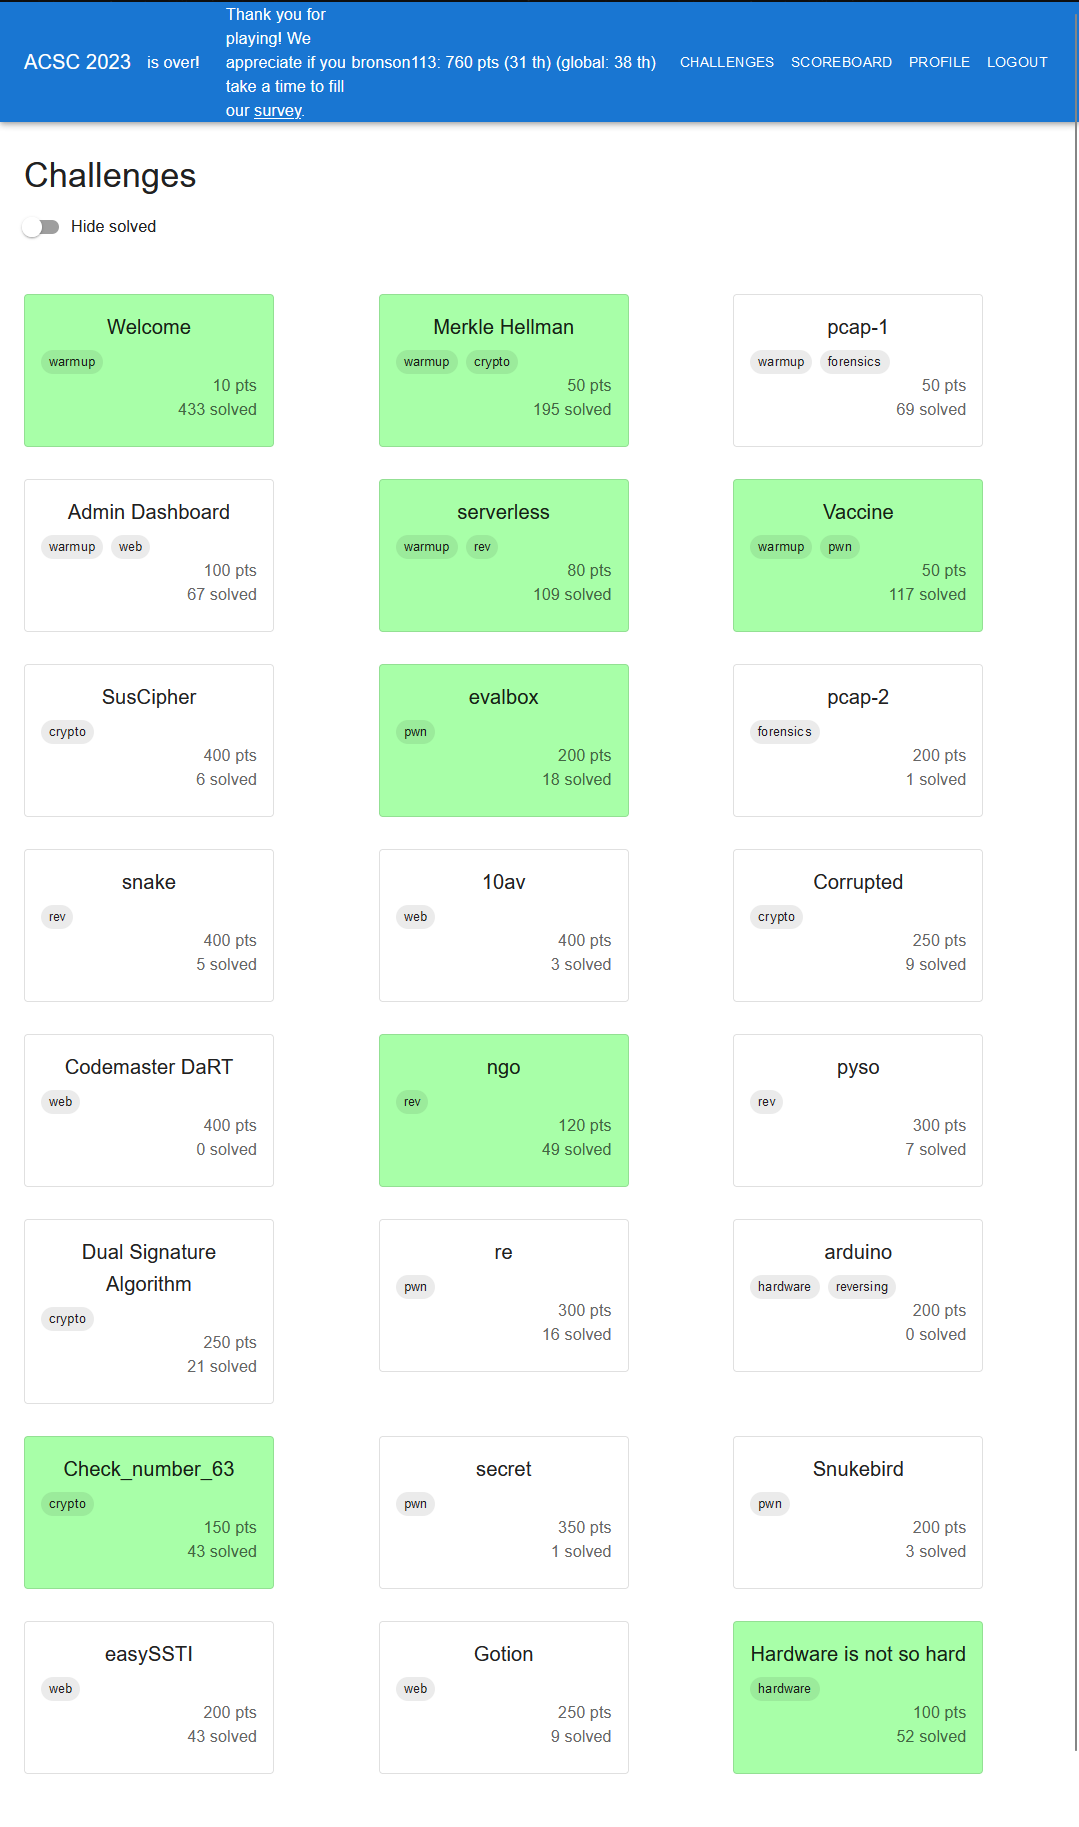 ACSC 2023
is over!
Thank you for
playing! We
appreciate if you
take a time to fill
our survey.
bronson113: 760 pts (31 th) (global: 38 th)
CHALLENGES
SCOREBOARD
PROFILE
LOGOUT
Challenges
Hide solved
Welcome
warmup
10 pts
433 solved
Merkle Hellman
warmup crypto
50 pts
195 solved
pcap-1
warmup forensics
50 pts
69 solved
Admin Dashboard
warmup web
100 pts
67 solved
serverless
warmup rev
80 pts
109 solved
Vaccine
warmup pwn
50 pts
117 solved
SusCipher
crypto
400 pts
6 solved
evalbox
pwn
200 pts
18 solved
pcap-2
forensics
200 pts
1 solved
snake
rev
400 pts
5 solved
10av
web
400 pts
3 solved
Corrupted
crypto
250 pts
9 solved
Codemaster DaRT
web
400 pts
0 solved
ngo
rev
120 pts
49 solved
pyso
rev
300 pts
7 solved
Dual Signature
Algorithm
crypto
250 pts
21 solved
re
pwn
300 pts
16 solved
arduino
hardware reversing
200 pts
0 solved
Check_number_63
crypto
150 pts
43 solved
secret
pwn
350 pts
1 solved
Snukebird
pwn
200 pts
3 solved
easySSTI
web
200 pts
43 solved
Gotion
web
250 pts
9 solved
Hardware is not so hard
hardware
100 pts
52 solved